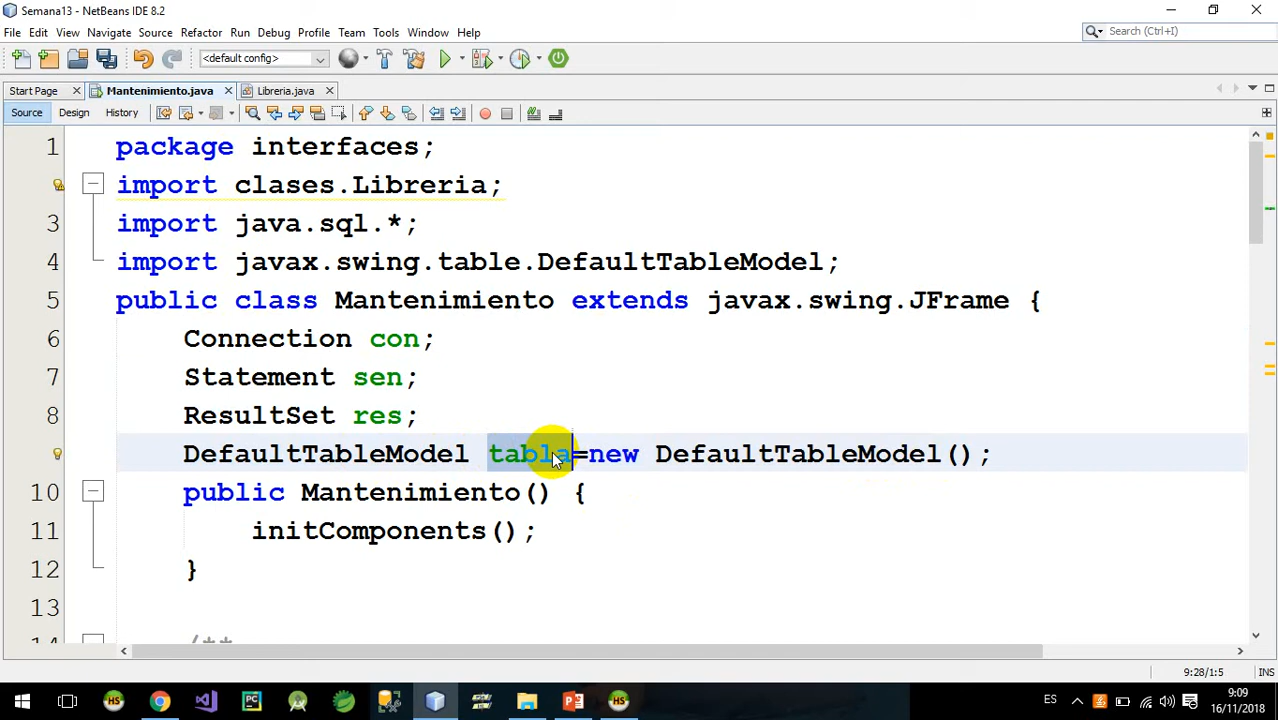 Semana13 - NetBeans IDE 8.2
File Edit View Navigate Source Refactor Run Debug Profile Team Tools Window Help
Search (Ctrl+I)
<default config>
Start Page Mantenimiento.java Libreria.java
Source Design History
1 package interfaces;
import clases.Libreria;
3 import java.sql.*;
4 import javax.swing.table.DefaultTableModel;
5 public class Mantenimiento extends javax.swing.JFrame {
6 Connection con;
7 Statement sen;
8 ResultSet res;
DefaultTableModel tabla=new DefaultTableModel();
10 public Mantenimiento() {
11 initComponents();
12 }
13
14 /**
9:28/1:5 INS
HS PC HS ES 9:09
16/11/2018